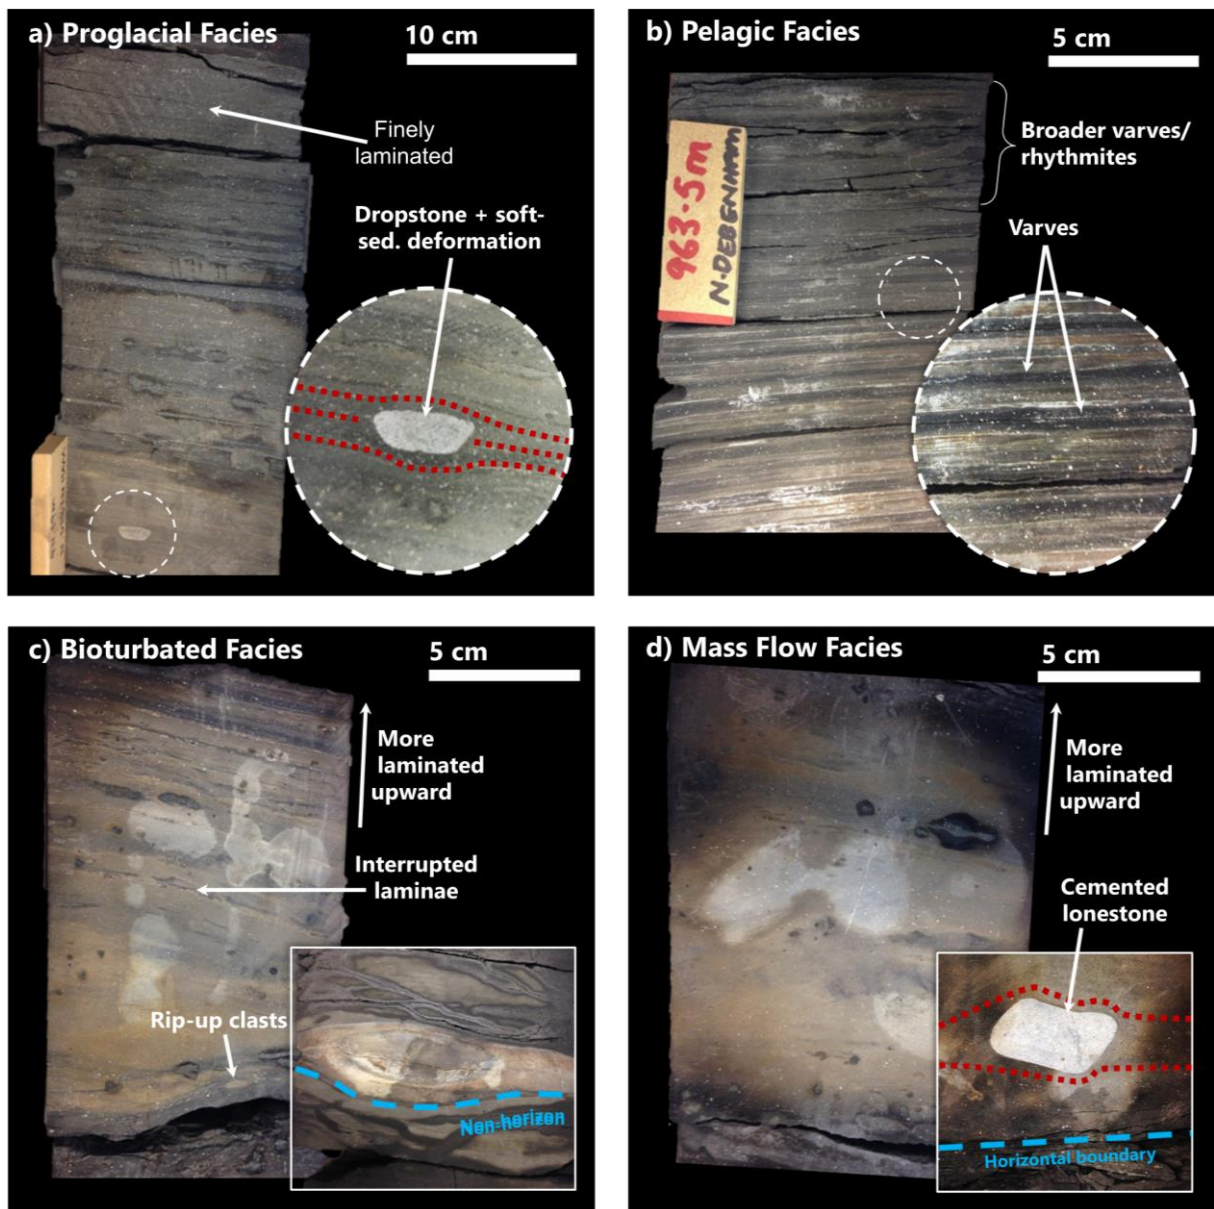 a) Proglacial Facies
10 cm
Finely
laminated
Dropstone + soft-
sed. deformation
b) Pelagic Facies
5 cm
Broader varves/
rhythmites
Varves
963.5m
N.DEBENHAM
c) Bioturbated Facies
5 cm
More
laminated
upward
Interrupted
laminae
Rip-up clasts
Non-horizon
d) Mass Flow Facies
5 cm
More
laminated
upward
Cemented
lonestone
Horizontal boundary